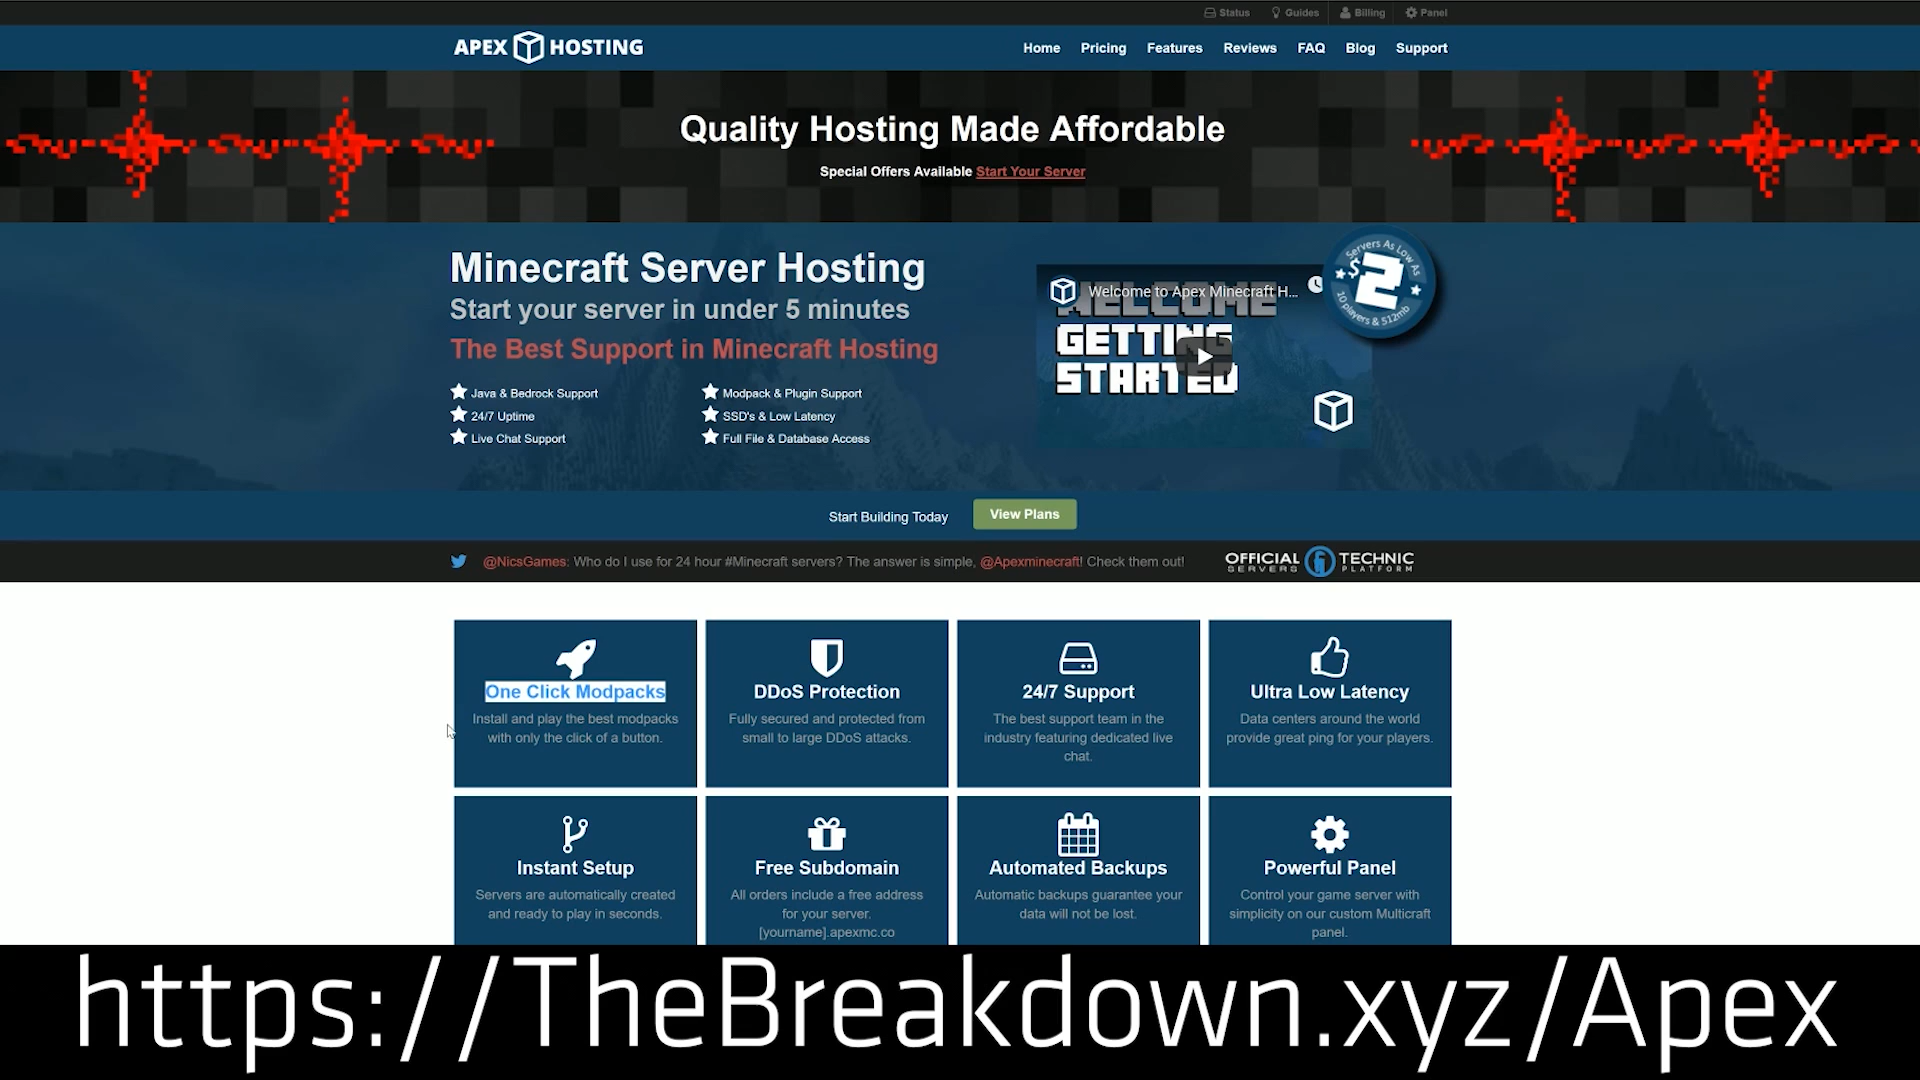 Status Guides Billing Panel
APEX HOSTING
Home Pricing Features Reviews FAQ Blog Support
Quality Hosting Made Affordable
Special Offers Available Start Your Server
Minecraft Server Hosting
Start your server in under 5 minutes
The Best Support in Minecraft Hosting
Java & Bedrock Support
Modpack & Plugin Support
24/7 Uptime
SSD's & Low Latency
Live Chat Support
Full File & Database Access
Welcome to Apex Minecraft H...
WELCOME
GETTING
STARTED
Servers As Low As
$2
10 players & 512mb
Start Building Today
View Plans
@NicsGames: Who do I use for 24 hour #Minecraft servers? The answer is simple, @Apexminecraft! Check them out!
OFFICIAL TECHNIC
SERVERS PLATFORM
One Click Modpacks
Install and play the best modpacks
with only the click of a button.
DDoS Protection
Fully secured and protected from
small to large DDoS attacks.
24/7 Support
The best support team in the
industry featuring dedicated live
chat.
Ultra Low Latency
Data centers around the world
provide great ping for your players.
Instant Setup
Servers are automatically created
and ready to play in seconds.
Free Subdomain
All orders include a free address
for your server.
[yourname].apexmc.co
Automated Backups
Automatic backups guarantee your
data will not be lost.
Powerful Panel
Control your game server with
simplicity on our custom Multicraft
panel.
https://TheBreakdown.xyz/Apex